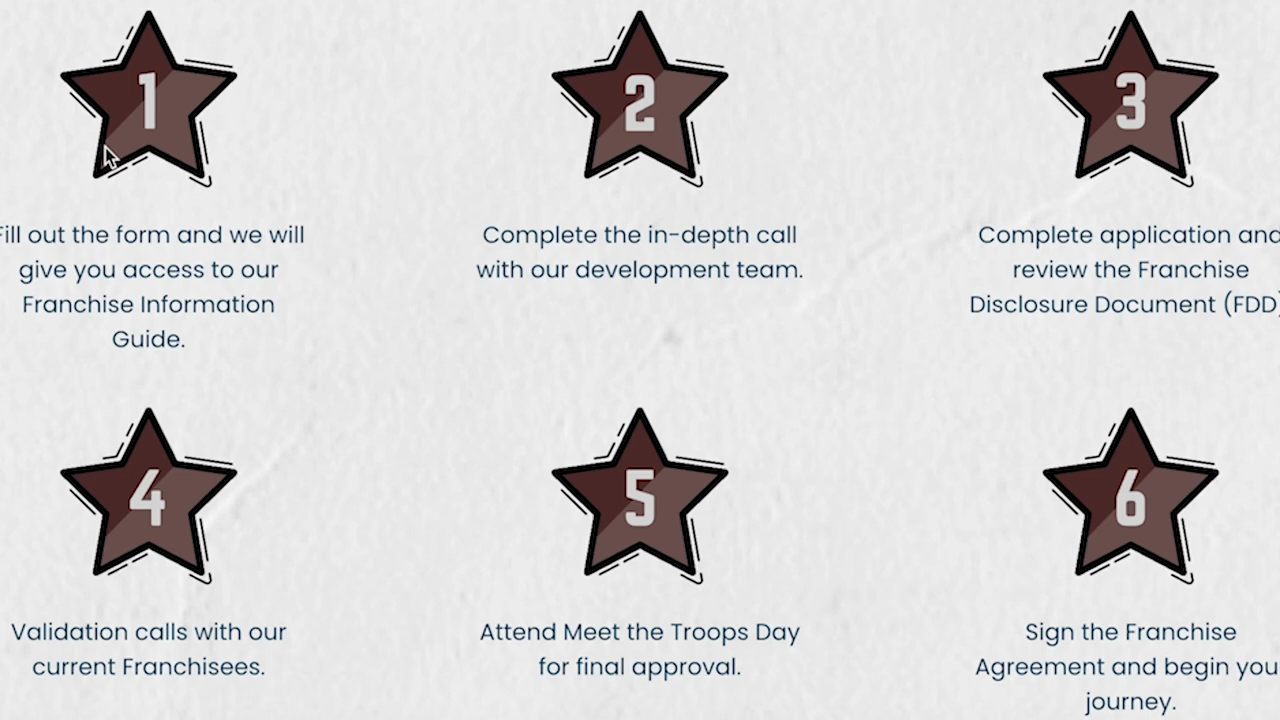 1
2
3
Fill out the form and we will
give you access to our
Franchise Information
Guide.
Complete the in-depth call
with our development team.
Complete application and
review the Franchise
Disclosure Document (FDD)
4
5
6
Validation calls with our
current Franchisees.
Attend Meet the Troops Day
for final approval.
Sign the Franchise
Agreement and begin you
journey.